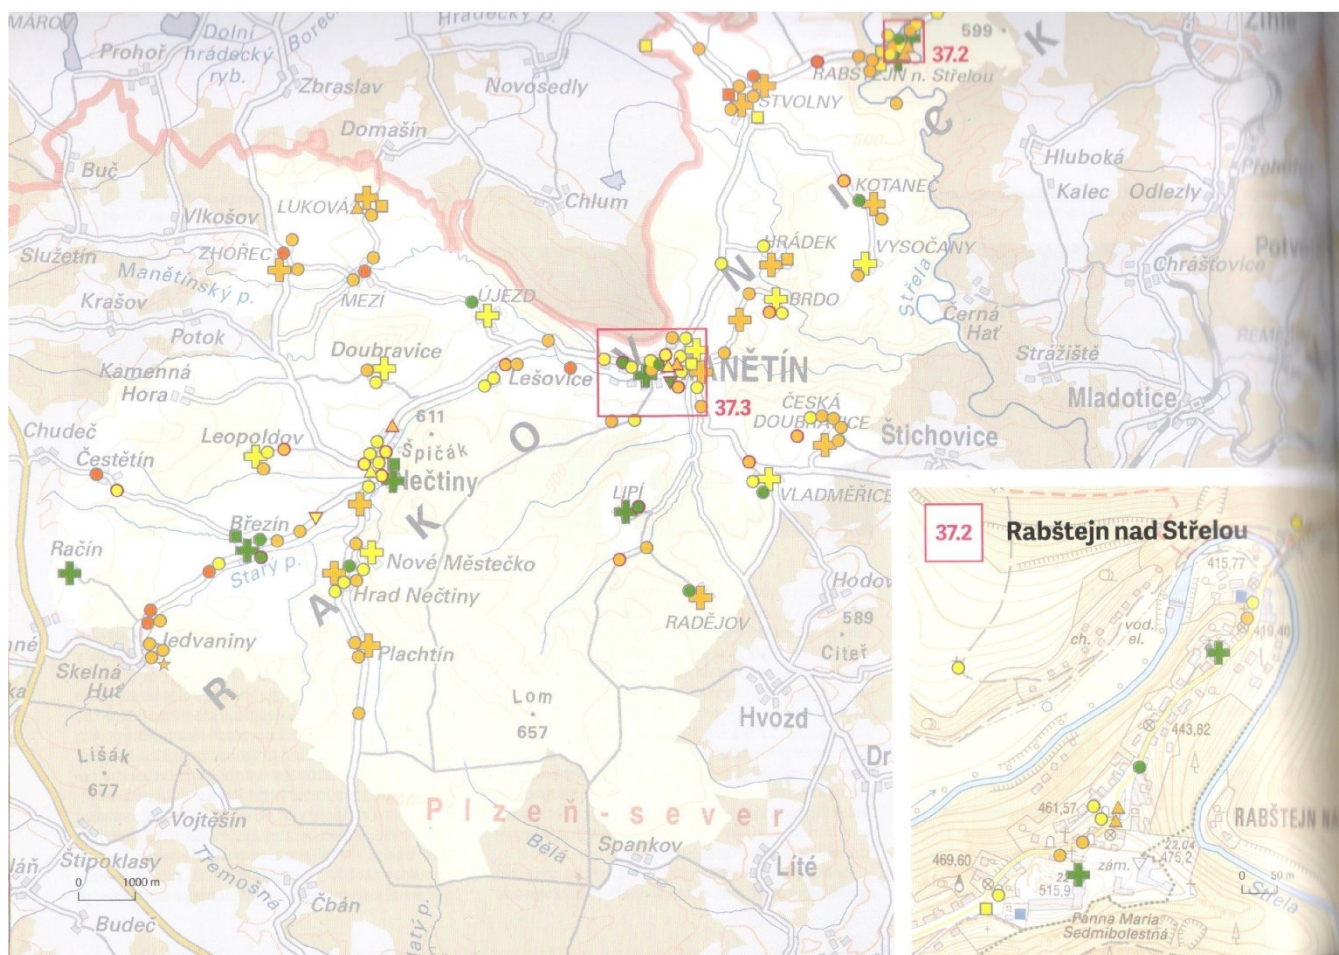 Dolní
hrádecký
ryb.
Prohoř
Zbraslav
Hrádecký p.
Novosedly
Domašín
Chlum
Buč
Vlkošov
LUKOVÁ
Služetín
ZHOŘEC
Manětínský p.
MEZÍ
Krašov
Potok
ÚJEZD
Doubravice
Kamenná
Hora
Lešovice
599
37.2
RABŠTEJN n. Střelou
STVOLNY
KOTANEČ
HRÁDEK
VYSOČANY
BRDO
Střela
Hluboká
Kalec
Odlezly
Chrášťovice
Černá
Hať
Strážiště
Mladotice
MANĚTÍN
37.3
ČESKÁ
DOUBRAVICE
Štichovice
VLADMĚŘICE
Chudeč
Leopoldov
Čestětín
611
Špičák
Nečtiny
Březín
Račín
Starý p.
Nové Městečko
Hrad Nečtiny
Jedvaniny
Skelná
Huť
Plachtín
LIPÍ
RADĚJOV
589
Citeř
Hvozd
Lom
657
Lišák
677
R A K O V N I C K
Plzeň-sever
Vojtěšín
Štipoklasy
0 1000 m
Třemošná
Budeč
Čbán
Bělá
Spankov
Líté
37.2 Rabštejn nad Střelou
415,77
vod.
el.
ch.
419,40
443,82
461,57
469,60
zám.
475,2
515,9
0 50 m
Střela
Panna Maria
Sedmibolestná